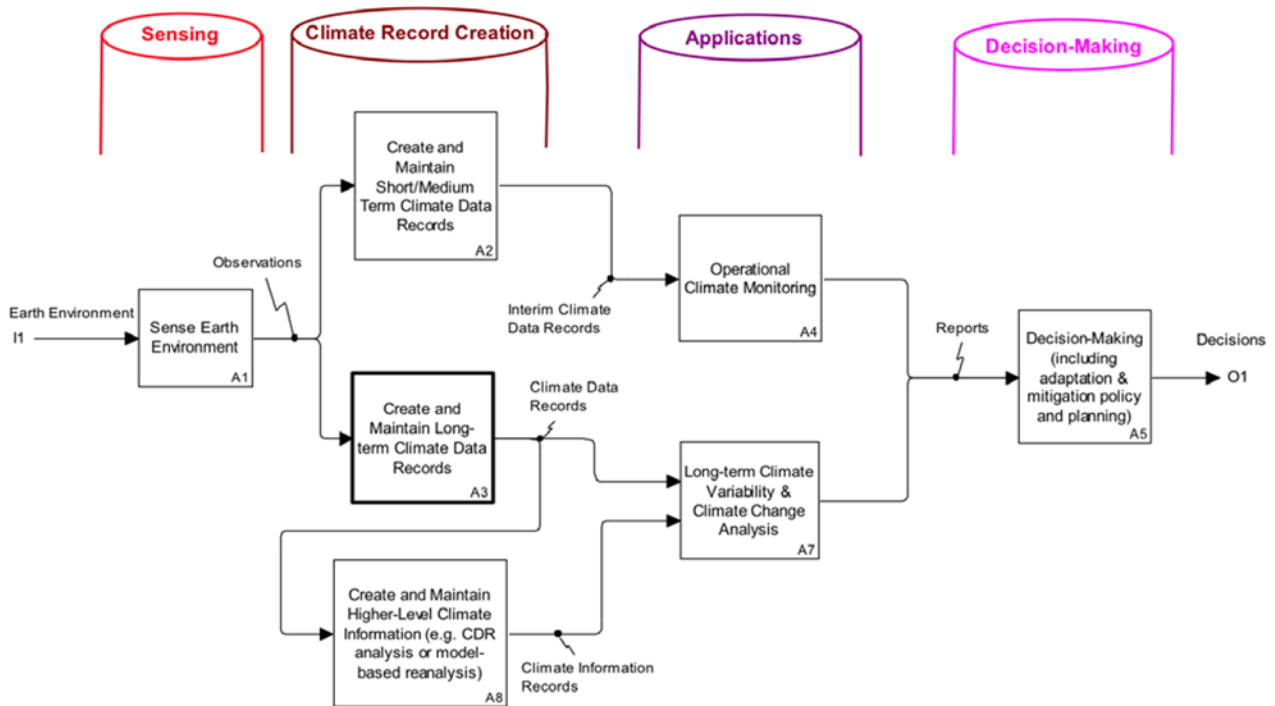 Sensing
Climate Record Creation
Applications
Decision-Making
Create and
Maintain
Short/Medium
Term Climate Data
Records
A2
Observations
Earth Environment
I1
Sense Earth
Environment
A1
Interim Climate
Data Records
Operational
Climate Monitoring
A4
Reports
Decision-Making
(including
adaptation &
mitigation policy
and planning)
A5
Decisions
O1
Create and
Maintain Long-
term Climate Data
Records
A3
Climate Data
Records
Long-term Climate
Variability &
Climate Change
Analysis
A7
Create and Maintain
Higher-Level Climate
Information (e.g. CDR
analysis or model-
based reanalysis)
A8
Climate Information
Records